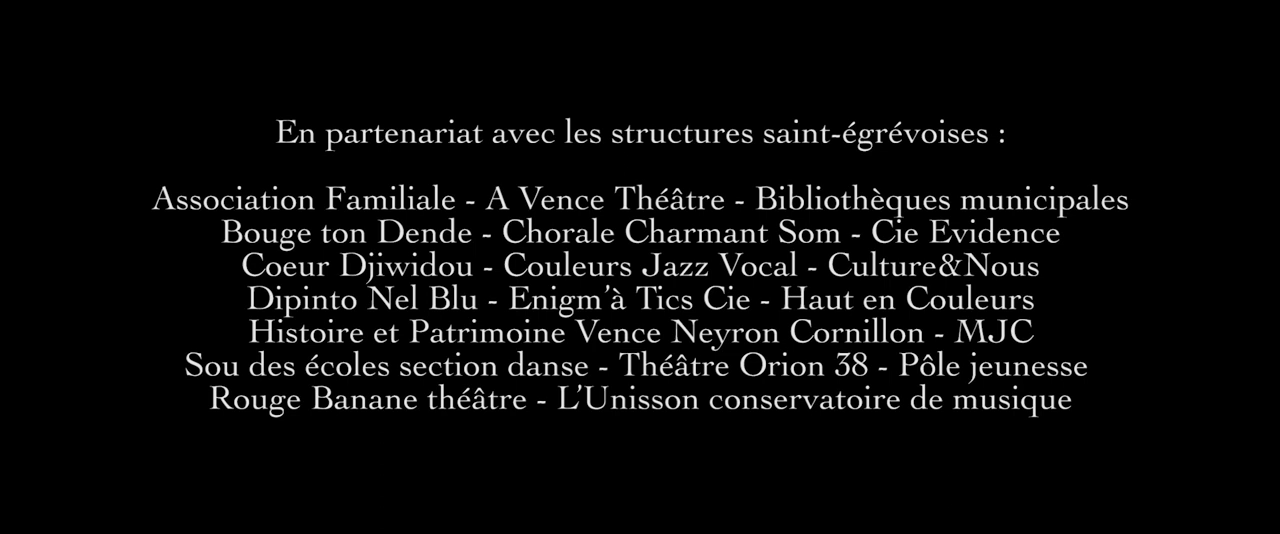 En partenariat avec les structures saint-égrévoises :
Association Familiale - A Vence Théâtre - Bibliothèques municipales
Bouge ton Dende - Chorale Charmant Som - Cie Evidence
Coeur Djiwidou - Couleurs Jazz Vocal - Culture&Nous
Dipinto Nel Blu - Enigm’à Tics Cie - Haut en Couleurs
Histoire et Patrimoine Vence Neyron Cornillon - MJC
Sou des écoles section danse - Théâtre Orion 38 - Pôle jeunesse
Rouge Banane théâtre - L’Unisson conservatoire de musique